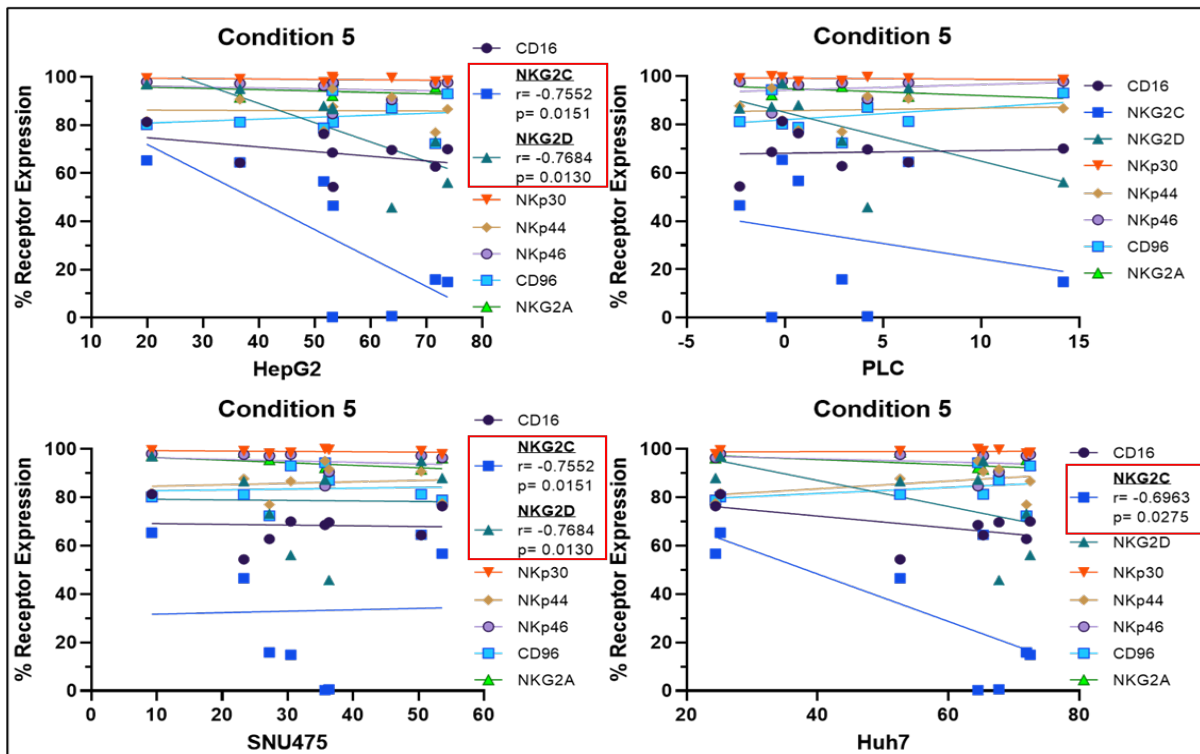 Condition 5
% Receptor Expression
100
80
60
40
20
0
10 20 30 40 50 60 70 80
HepG2
CD16
NKG2C
r= -0.7552
p= 0.0151
NKG2D
r= -0.7684
p= 0.0130
NKp30
NKp44
NKp46
CD96
NKG2A
Condition 5
% Receptor Expression
100
80
60
40
20
0
-5 0 5 10 15
PLC
CD16
NKG2C
NKG2D
NKp30
NKp44
NKp46
CD96
NKG2A
Condition 5
% Receptor Expression
100
80
60
40
20
0
0 10 20 30 40 50 60
SNU475
CD16
NKG2C
r= -0.7552
p= 0.0151
NKG2D
r= -0.7684
p= 0.0130
NKp30
NKp44
NKp46
CD96
NKG2A
Condition 5
% Receptor Expression
100
80
60
40
20
0
20 40 60 80
Huh7
CD16
NKG2C
r= -0.6963
p= 0.0275
NKG2D
NKp30
NKp44
NKp46
CD96
NKG2A